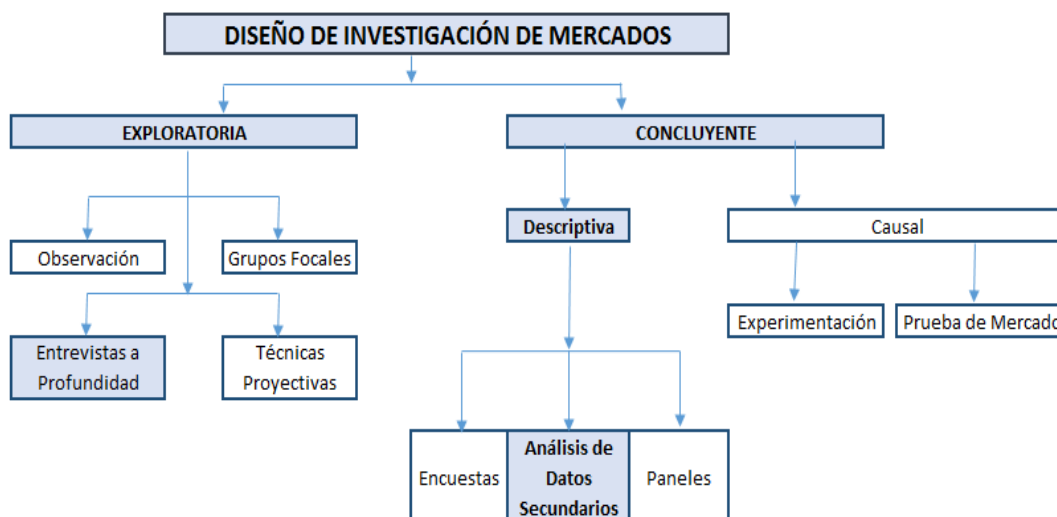 DISEÑO DE INVESTIGACIÓN DE MERCADOS
EXPLORATORIA
CONCLUYENTE
Observación
Grupos Focales
Entrevistas a
Profundidad
Técnicas
Proyectivas
Descriptiva
Causal
Experimentación
Prueba de Mercado
Encuestas
Análisis de
Datos
Secundarios
Paneles